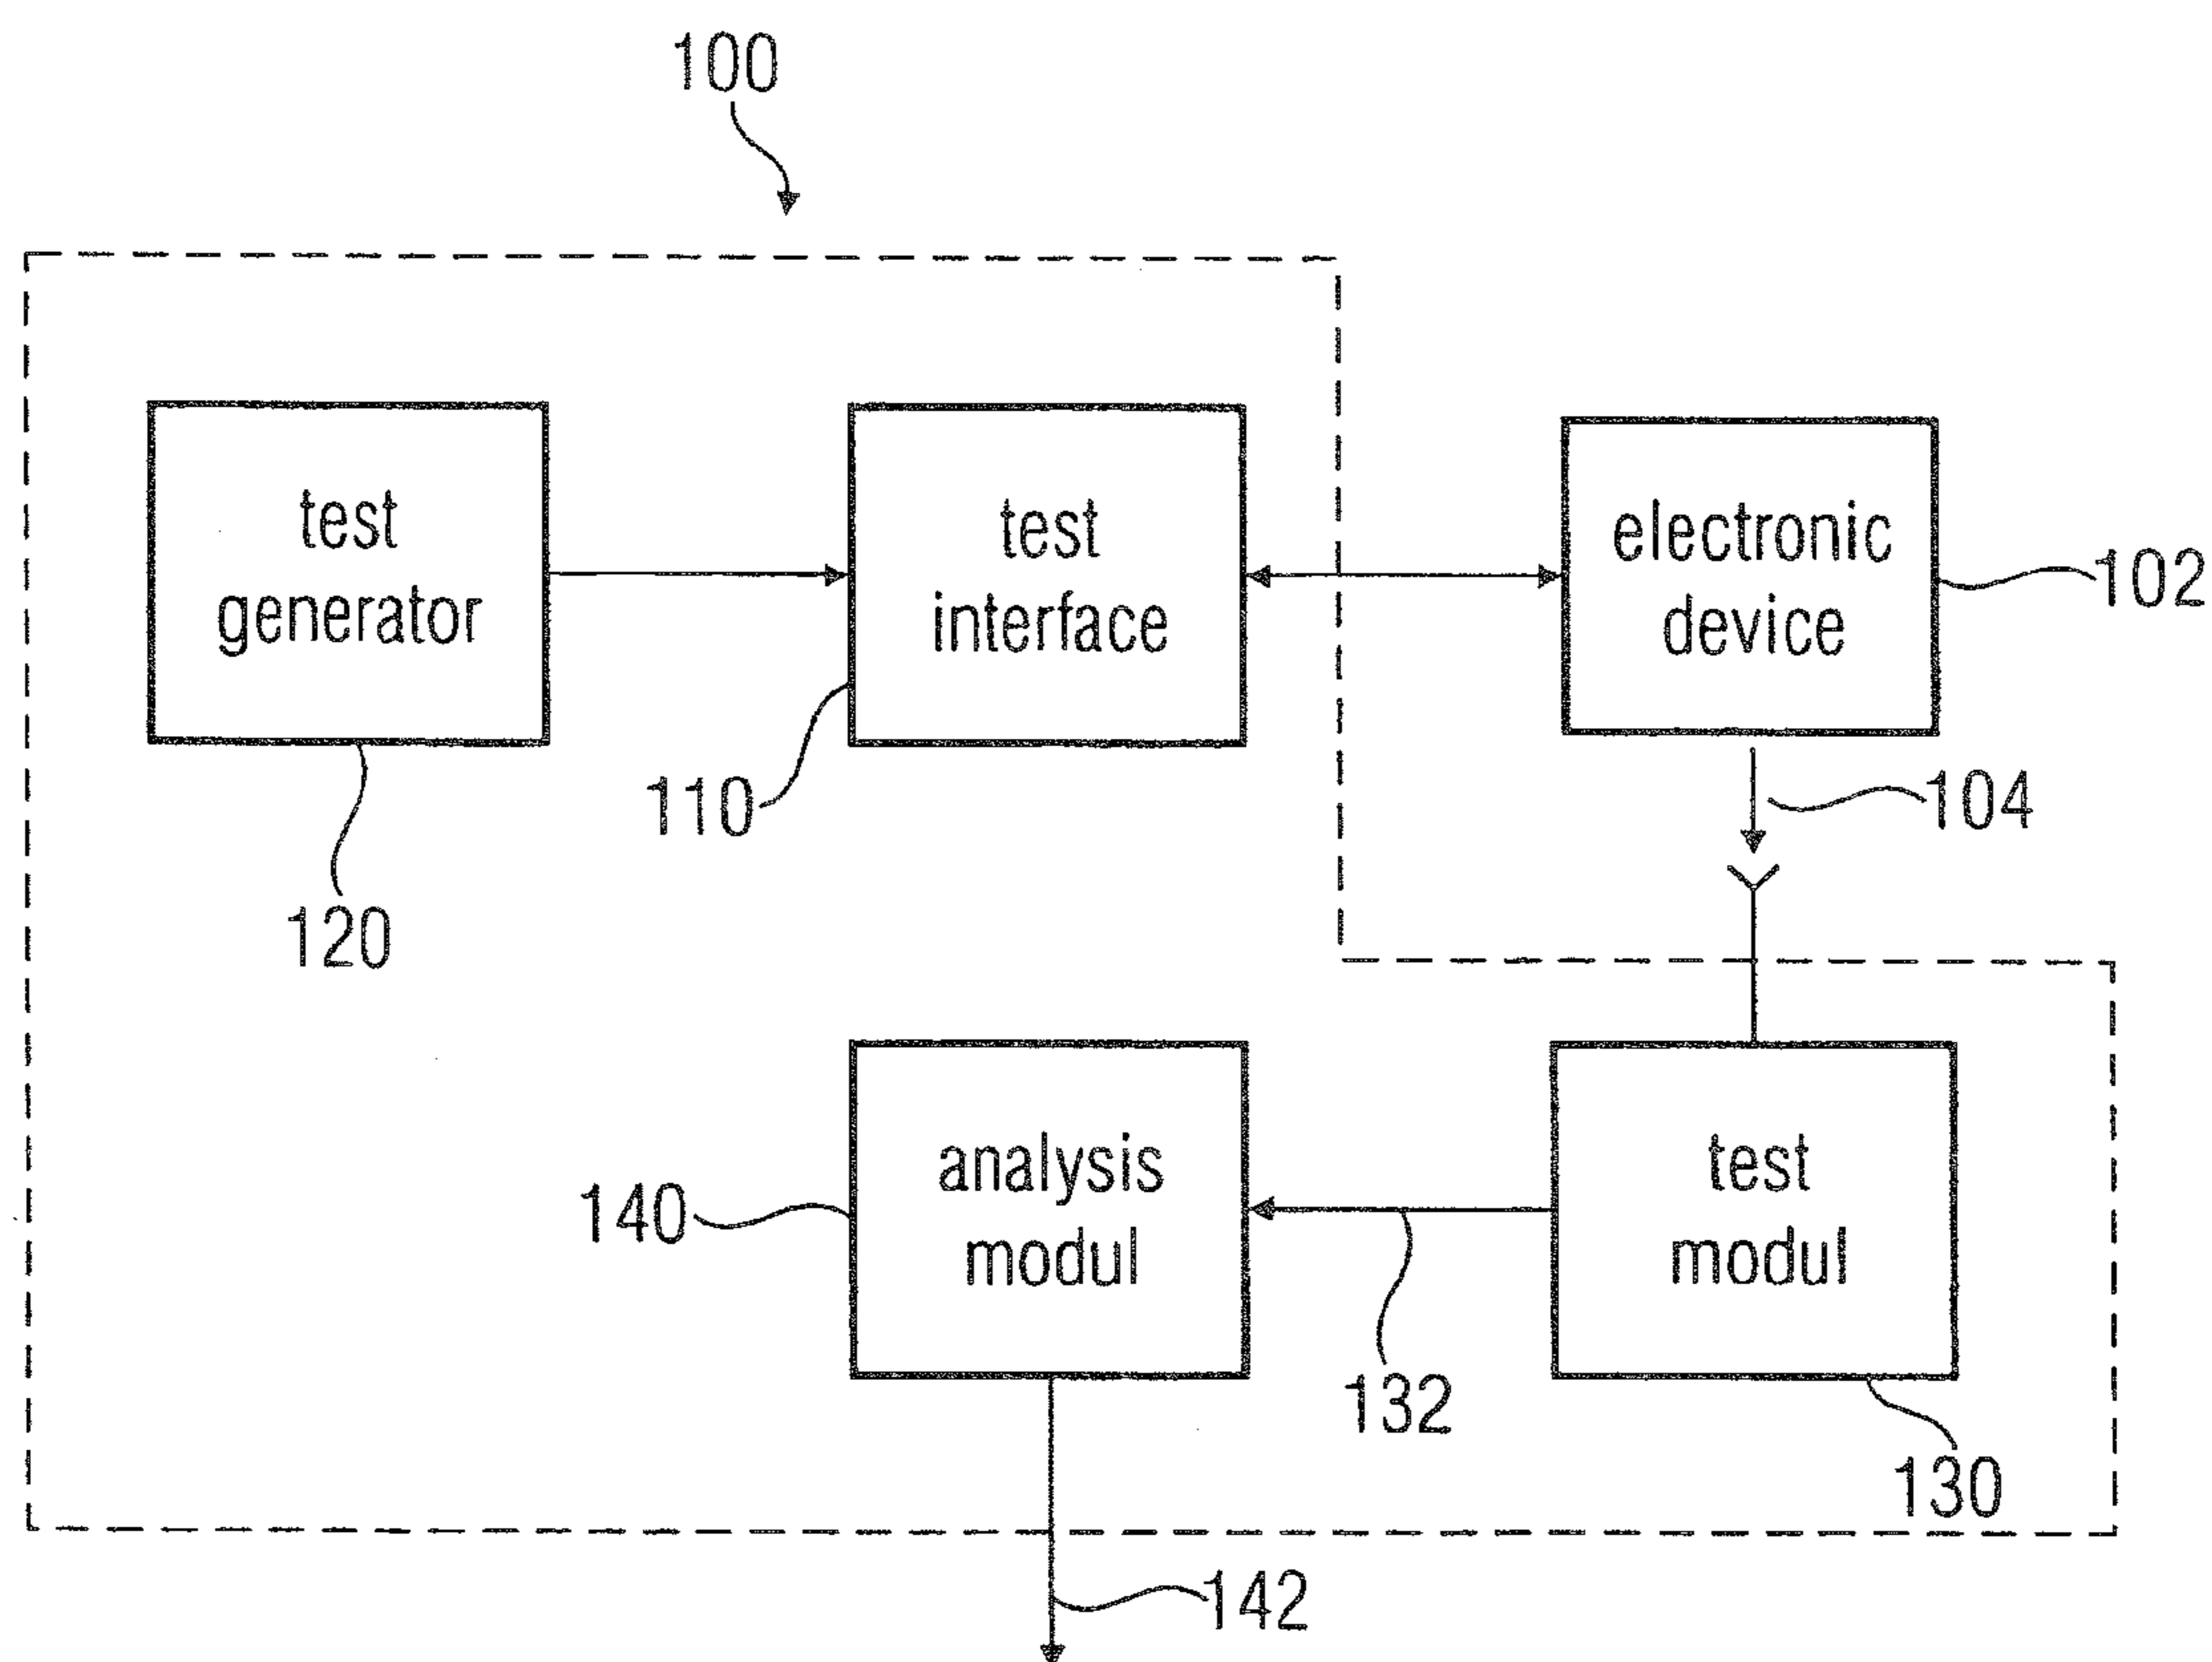 100
test
generator
test
interface
electronic
device
102
110
104
120
analysis
modul
test
modul
140
132
130
142